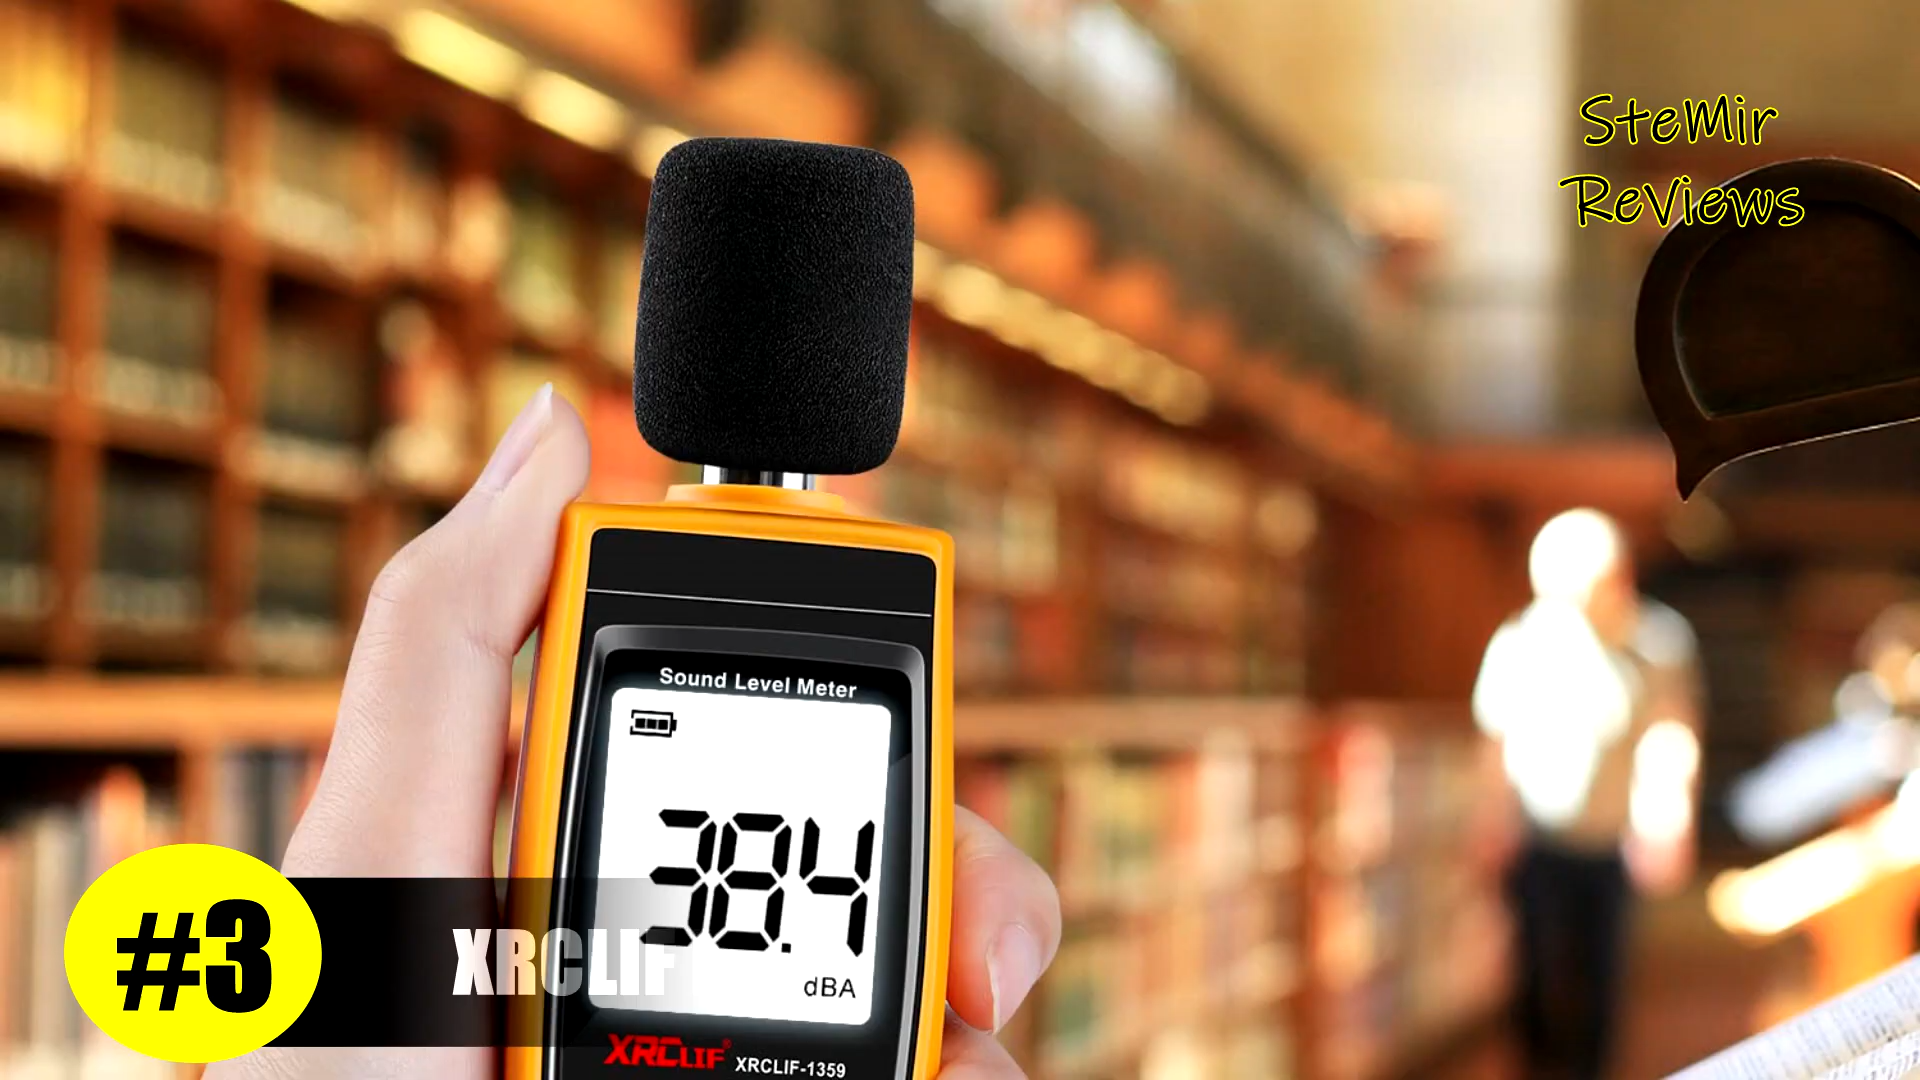 SteMir
ReViews
Sound Level Meter
38.4
dBA
#3
XRCLIF
XRCLIF® XRCLIF-1359